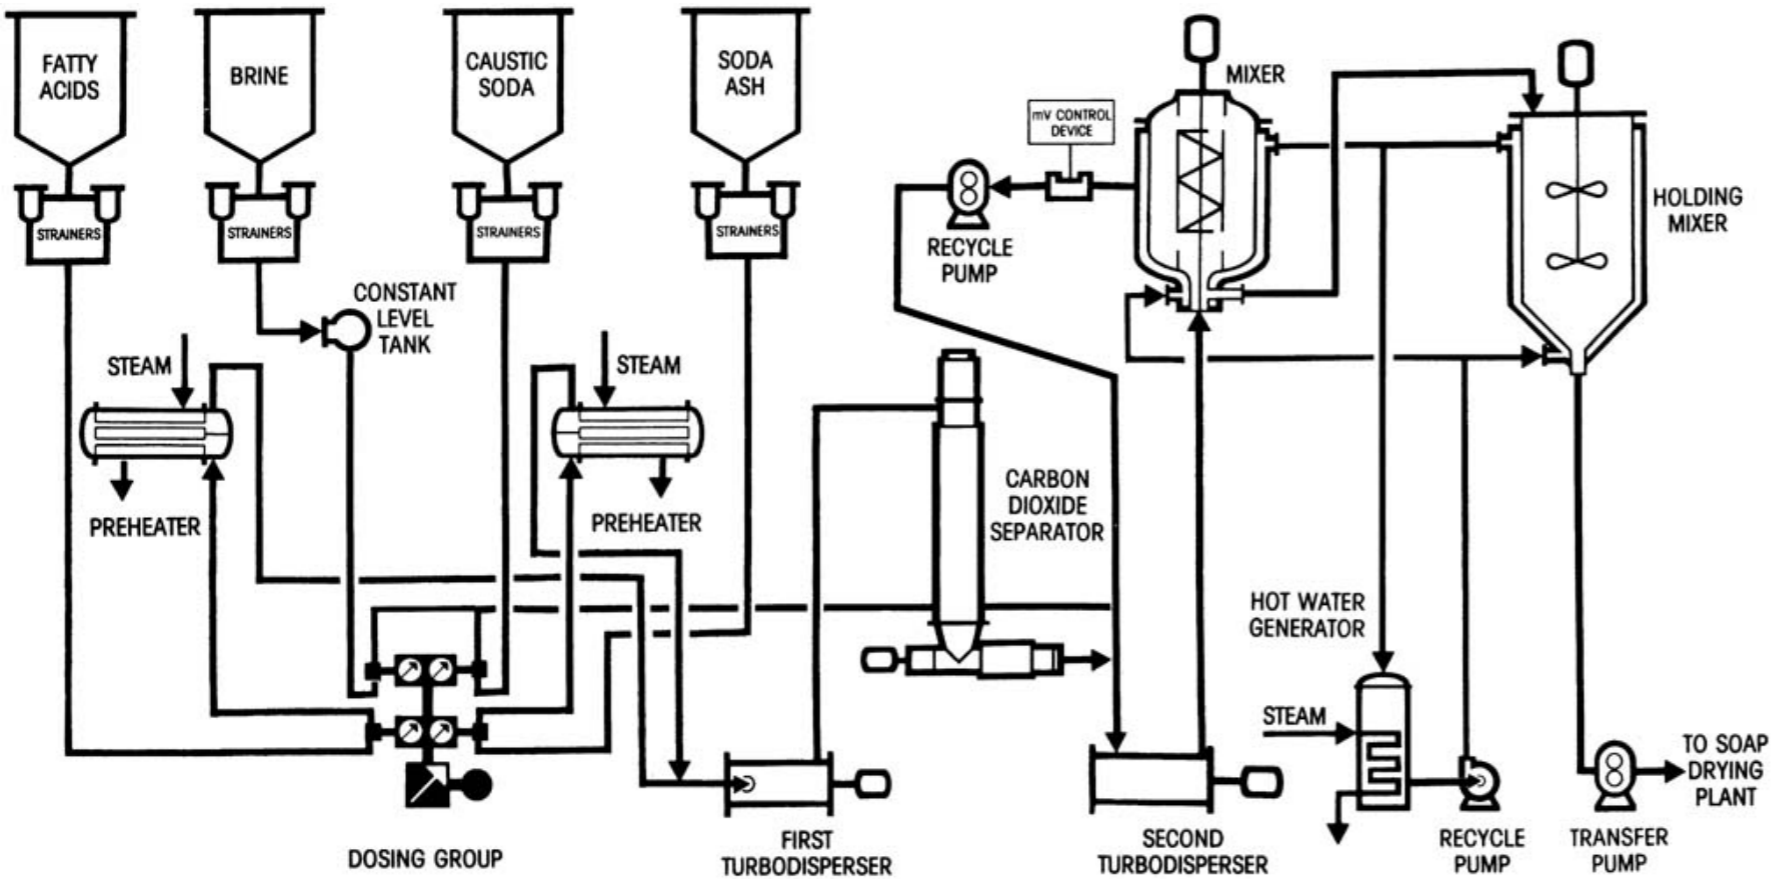 FATTY
ACIDS
BRINE
CAUSTIC
SODA
SODA
ASH
MIXER
mV CONTROL
DEVICE
STRAINERS
STRAINERS
STRAINERS
STRAINERS
RECYCLE
PUMP
HOLDING
MIXER
CONSTANT
LEVEL
TANK
STEAM
STEAM
PREHEATER
PREHEATER
CARBON
DIOXIDE
SEPARATOR
HOT WATER
GENERATOR
STEAM
TO SOAP
DRYING
PLANT
DOSING GROUP
FIRST
TURBODISPERSER
SECOND
TURBODISPERSER
RECYCLE
PUMP
TRANSFER
PUMP